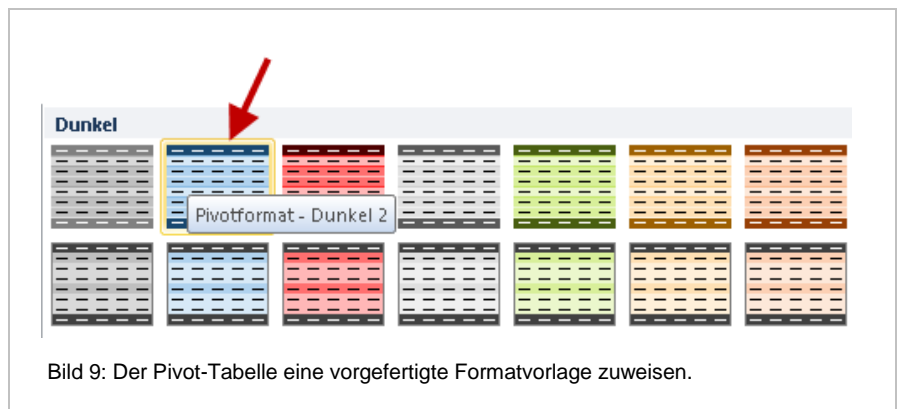 Dunkel
Pivotformat - Dunkel 2
Bild 9: Der Pivot-Tabelle eine vorgefertigte Formatvorlage zuweisen.